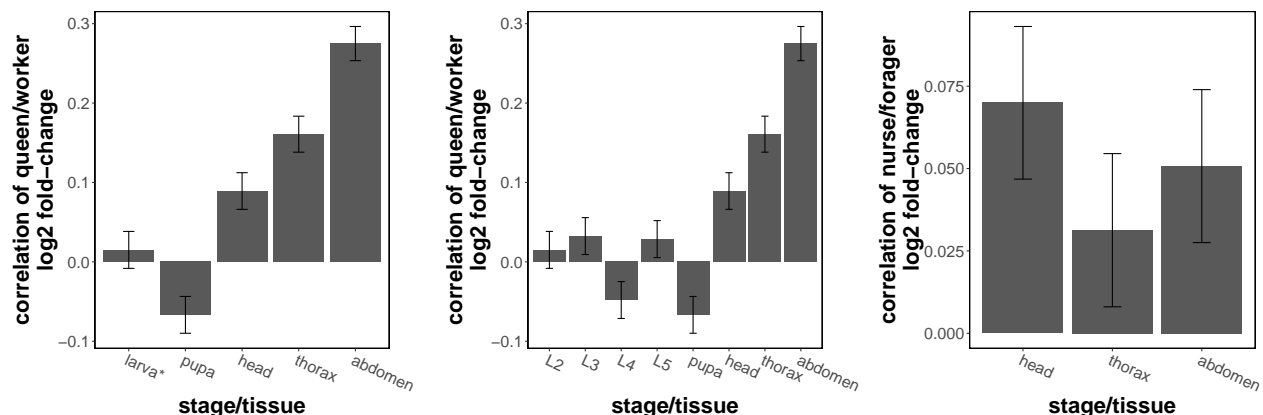 correlation of queen/worker
log2 fold−change
0.3
0.2
0.1
0.0
−0.1
larva*
pupa
head
thorax
abdomen
stage/tissue
correlation of queen/worker
log2 fold−change
0.3
0.2
0.1
0.0
−0.1
L2
L3
L4
L5
pupa
head
thorax
abdomen
stage/tissue
correlation of nurse/forager
log2 fold−change
0.075
0.050
0.025
0.000
head
thorax
abdomen
stage/tissue